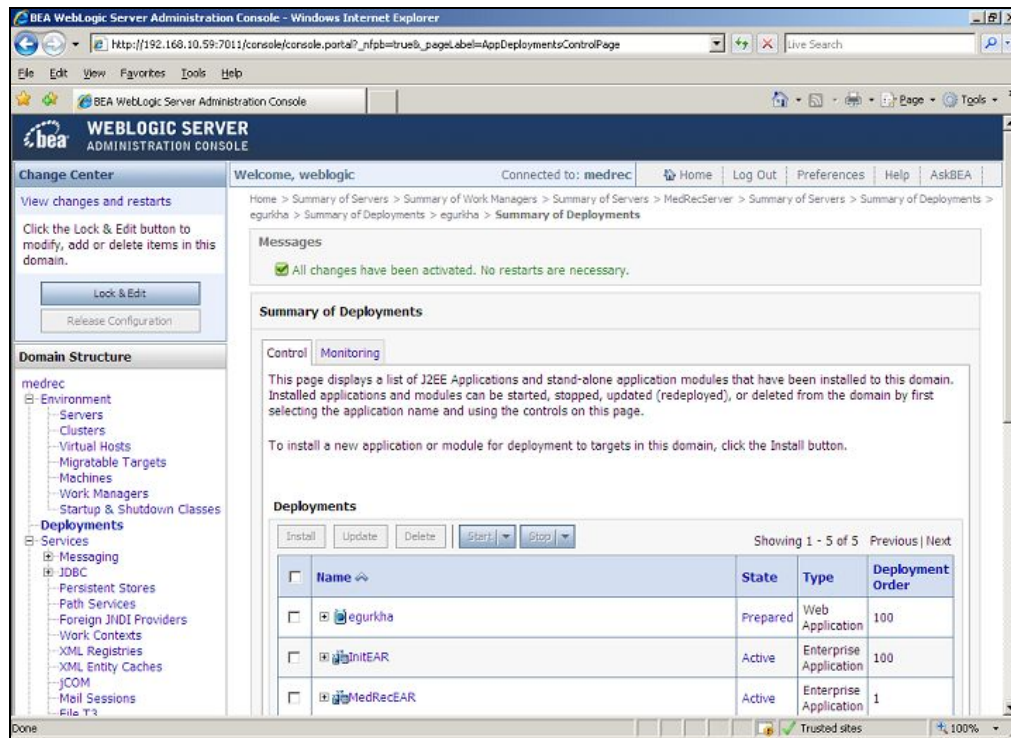 BEA WebLogic Server Administration Console - Windows Internet Explorer
http://192.168.10.59:7011/console/console.portal?_nfpb=true&_pageLabel=AppDeploymentsControlPage
Live Search
File Edit View Favorites Tools Help
BEA WebLogic Server Administration Console
Page Tools
bea
WEBLOGIC SERVER
ADMINISTRATION CONSOLE
Change Center
View changes and restarts
Click the Lock & Edit button to
modify, add or delete items in this
domain.
Lock & Edit
Release Configuration
Domain Structure
medrec
Environment
Servers
Clusters
Virtual Hosts
Migratable Targets
Machines
Work Managers
Startup & Shutdown Classes
Deployments
Services
Messaging
JDBC
Persistent Stores
Path Services
Foreign JNDI Providers
Work Contexts
XML Registries
XML Entity Caches
jCOM
Mail Sessions
File T3
Welcome, weblogic
Connected to: medrec
Home Log Out Preferences Help AskBEA
Home > Summary of Servers > Summary of Work Managers > Summary of Servers > MedRecServer > Summary of Servers > Summary of Deployments >
egurkha > Summary of Deployments > egurkha > Summary of Deployments
Messages
All changes have been activated. No restarts are necessary.
Summary of Deployments
Control Monitoring
This page displays a list of J2EE Applications and stand-alone application modules that have been installed to this domain.
Installed applications and modules can be started, stopped, updated (redeployed), or deleted from the domain by first
selecting the application name and using the controls on this page.
To install a new application or module for deployment to targets in this domain, click the Install button.
Deployments
Install Update Delete Start Stop
Showing 1 - 5 of 5 Previous | Next
Name State Type Deployment
Order
egurkha Prepared Web
Application 100
InitEAR Active Enterprise
Application 100
MedRecEAR Active Enterprise
Application 1
Done
Trusted sites
100%